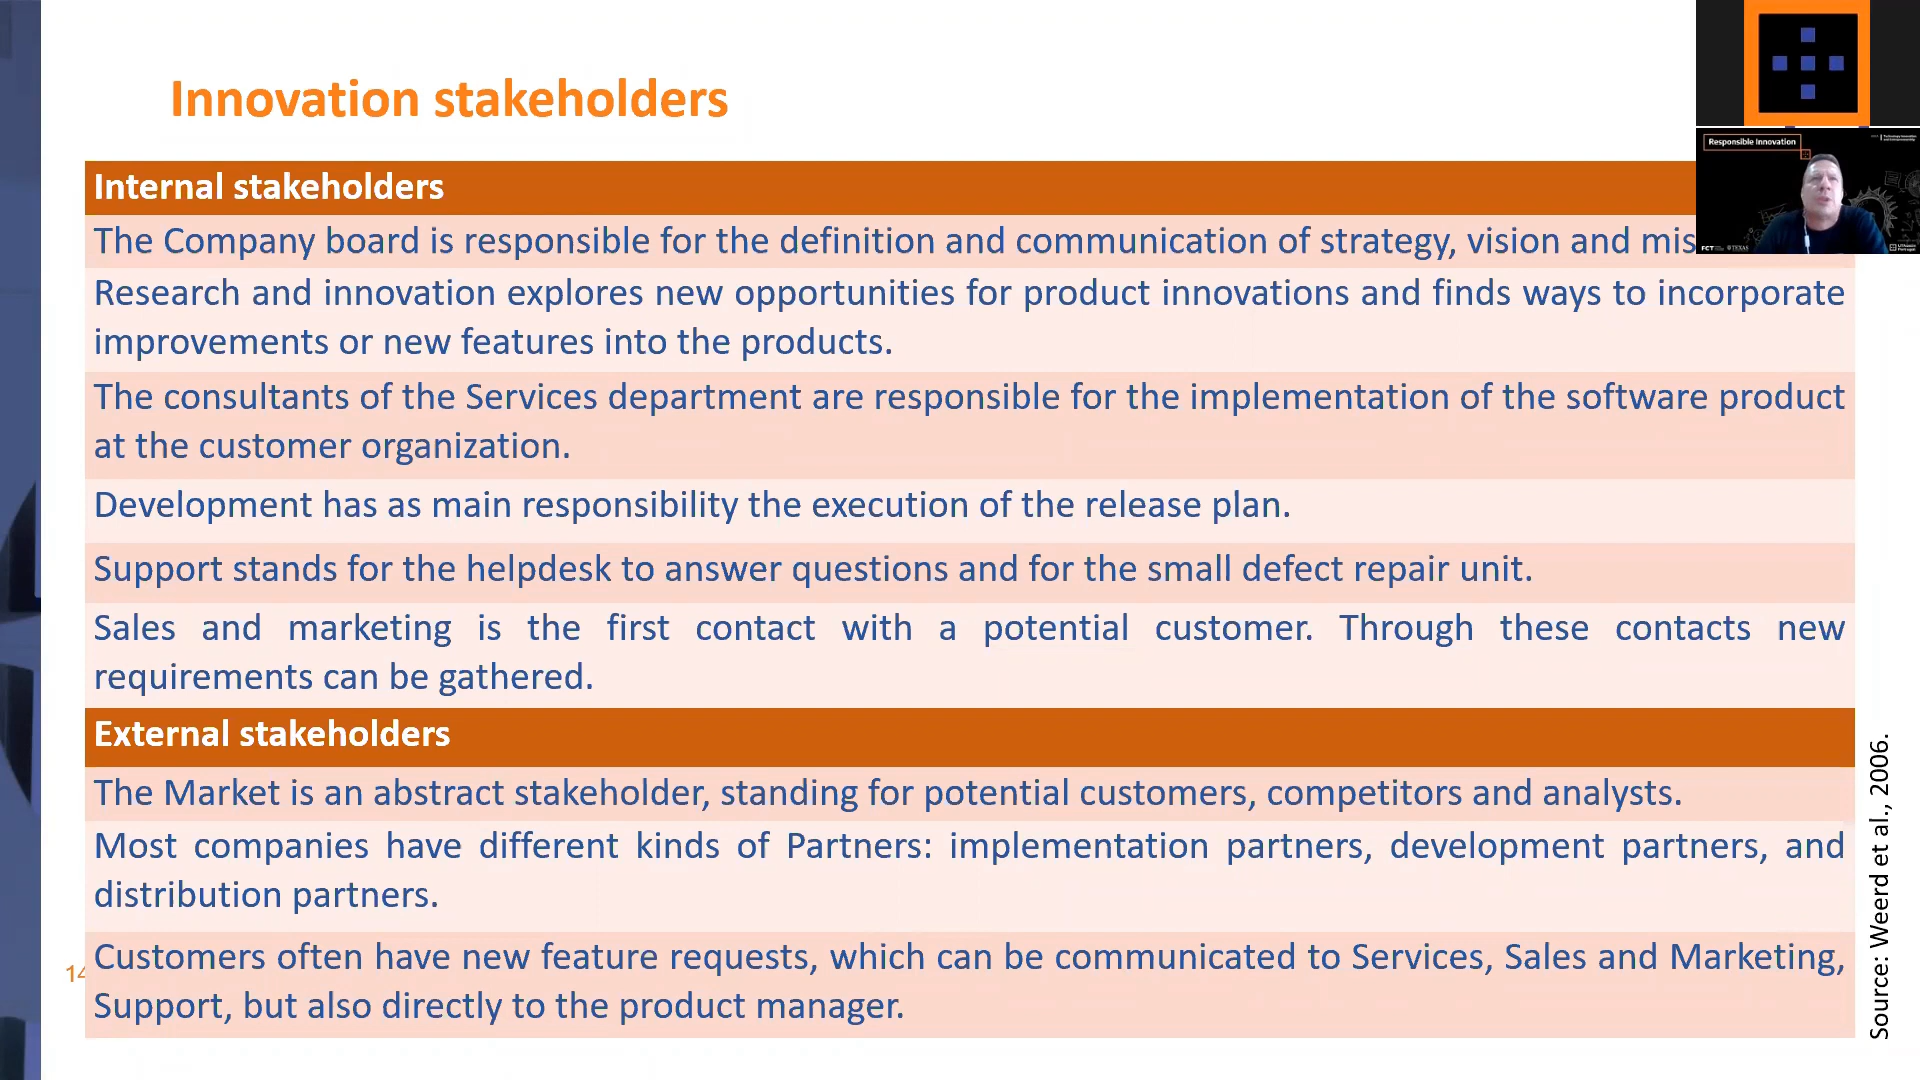 Innovation stakeholders
Responsible Innovation
Internal stakeholders
The Company board is responsible for the definition and communication of strategy, vision and mis
Research and innovation explores new opportunities for product innovations and finds ways to incorporate
improvements or new features into the products.
The consultants of the Services department are responsible for the implementation of the software product
at the customer organization.
Development has as main responsibility the execution of the release plan.
Support stands for the helpdesk to answer questions and for the small defect repair unit.
Sales and marketing is the first contact with a potential customer. Through these contacts new
requirements can be gathered.
External stakeholders
The Market is an abstract stakeholder, standing for potential customers, competitors and analysts.
Most companies have different kinds of Partners: implementation partners, development partners, and
distribution partners.
Customers often have new feature requests, which can be communicated to Services, Sales and Marketing,
Support, but also directly to the product manager.
14
Source: Weerd et al., 2006.
FCT
TEXAS